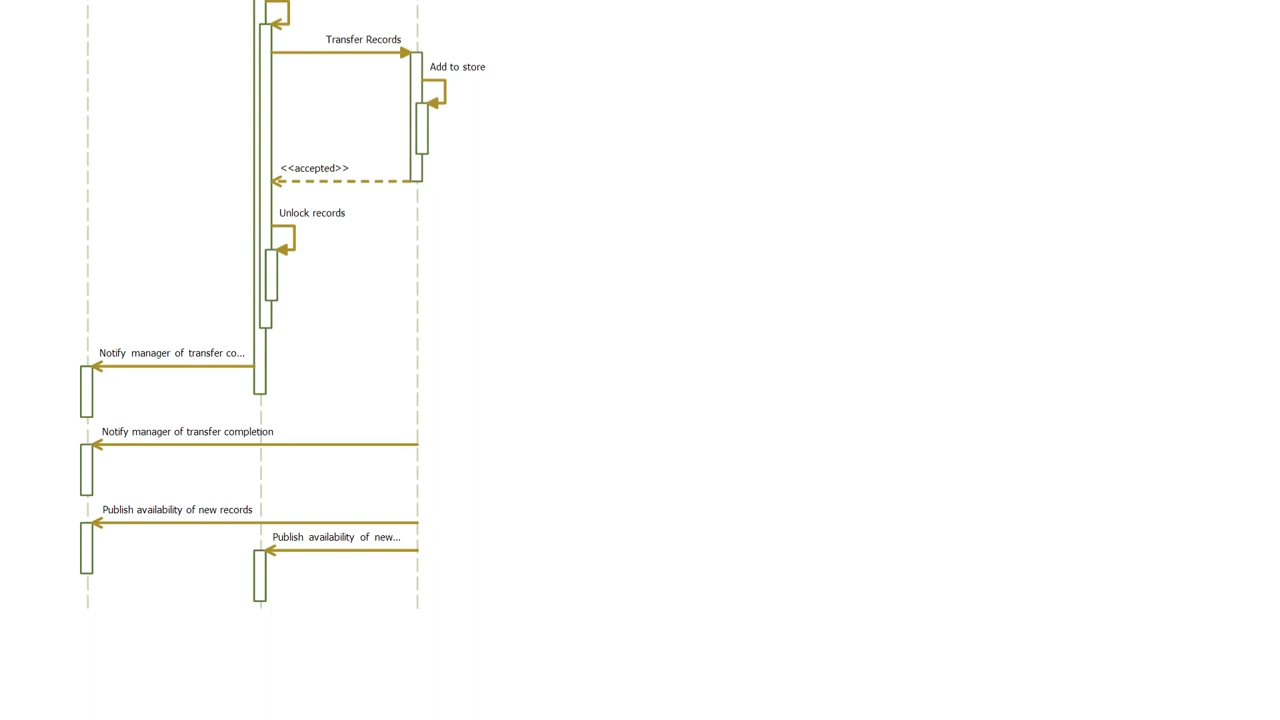 Transfer Records
Add to store
<<accepted>>
Unlock records
Notify manager of transfer co...
Notify manager of transfer completion
Publish availability of new records
Publish availability of new...